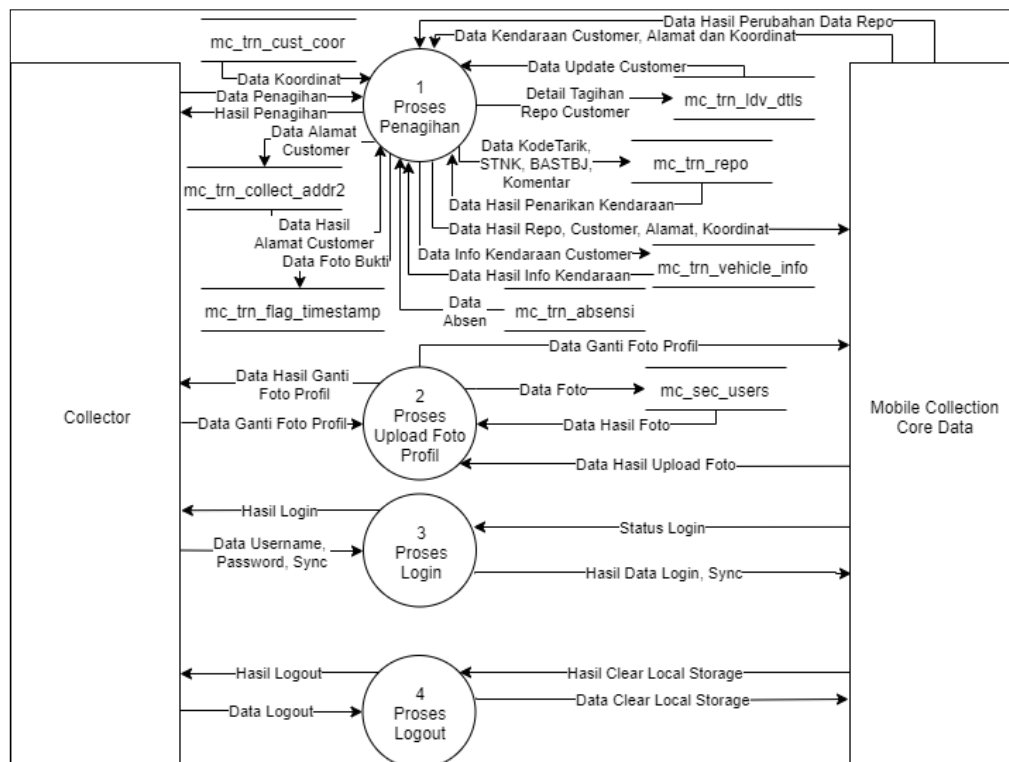 Data Hasil Perubahan Data Repo
Data Kendaraan Customer, Alamat dan Koordinat
mc_trn_cust_coor
Data Update Customer
Data Koordinat
Data Penagihan
Hasil Penagihan
1
Proses
Penagihan
Detail Tagihan
Repo Customer
mc_trn_ldv_dtls
Data Alamat
Customer
Data KodeTarik,
STNK, BASTBJ,
Komentar
mc_trn_repo
mc_trn_collect_addr2
Data Hasil Penarikan Kendaraan
Data Hasil
Alamat Customer
Data Hasil Repo, Customer, Alamat, Koordinat
Data Foto Bukti
Data Info Kendaraan Customer
Data Hasil Info Kendaraan
mc_trn_vehicle_info
mc_trn_flag_timestamp
Data
Absen
mc_trn_absensi
Data Ganti Foto Profil
Data Hasil Ganti
Foto Profil
Collector
Data Ganti Foto Profil
2
Proses
Upload Foto
Profil
Data Foto
mc_sec_users
Data Hasil Foto
Mobile Collection
Core Data
Data Hasil Upload Foto
Hasil Login
Data Username,
Password, Sync
3
Proses
Login
Status Login
Hasil Data Login, Sync
Hasil Logout
Data Logout
4
Proses
Logout
Hasil Clear Local Storage
Data Clear Local Storage